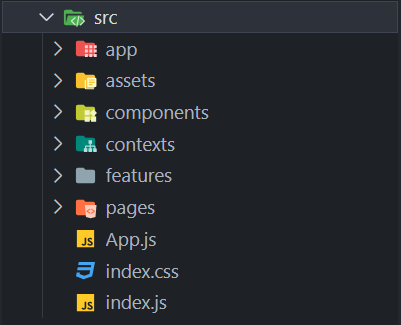 src
app
assets
components
contexts
features
pages
JS App.js
index.css
JS index.js